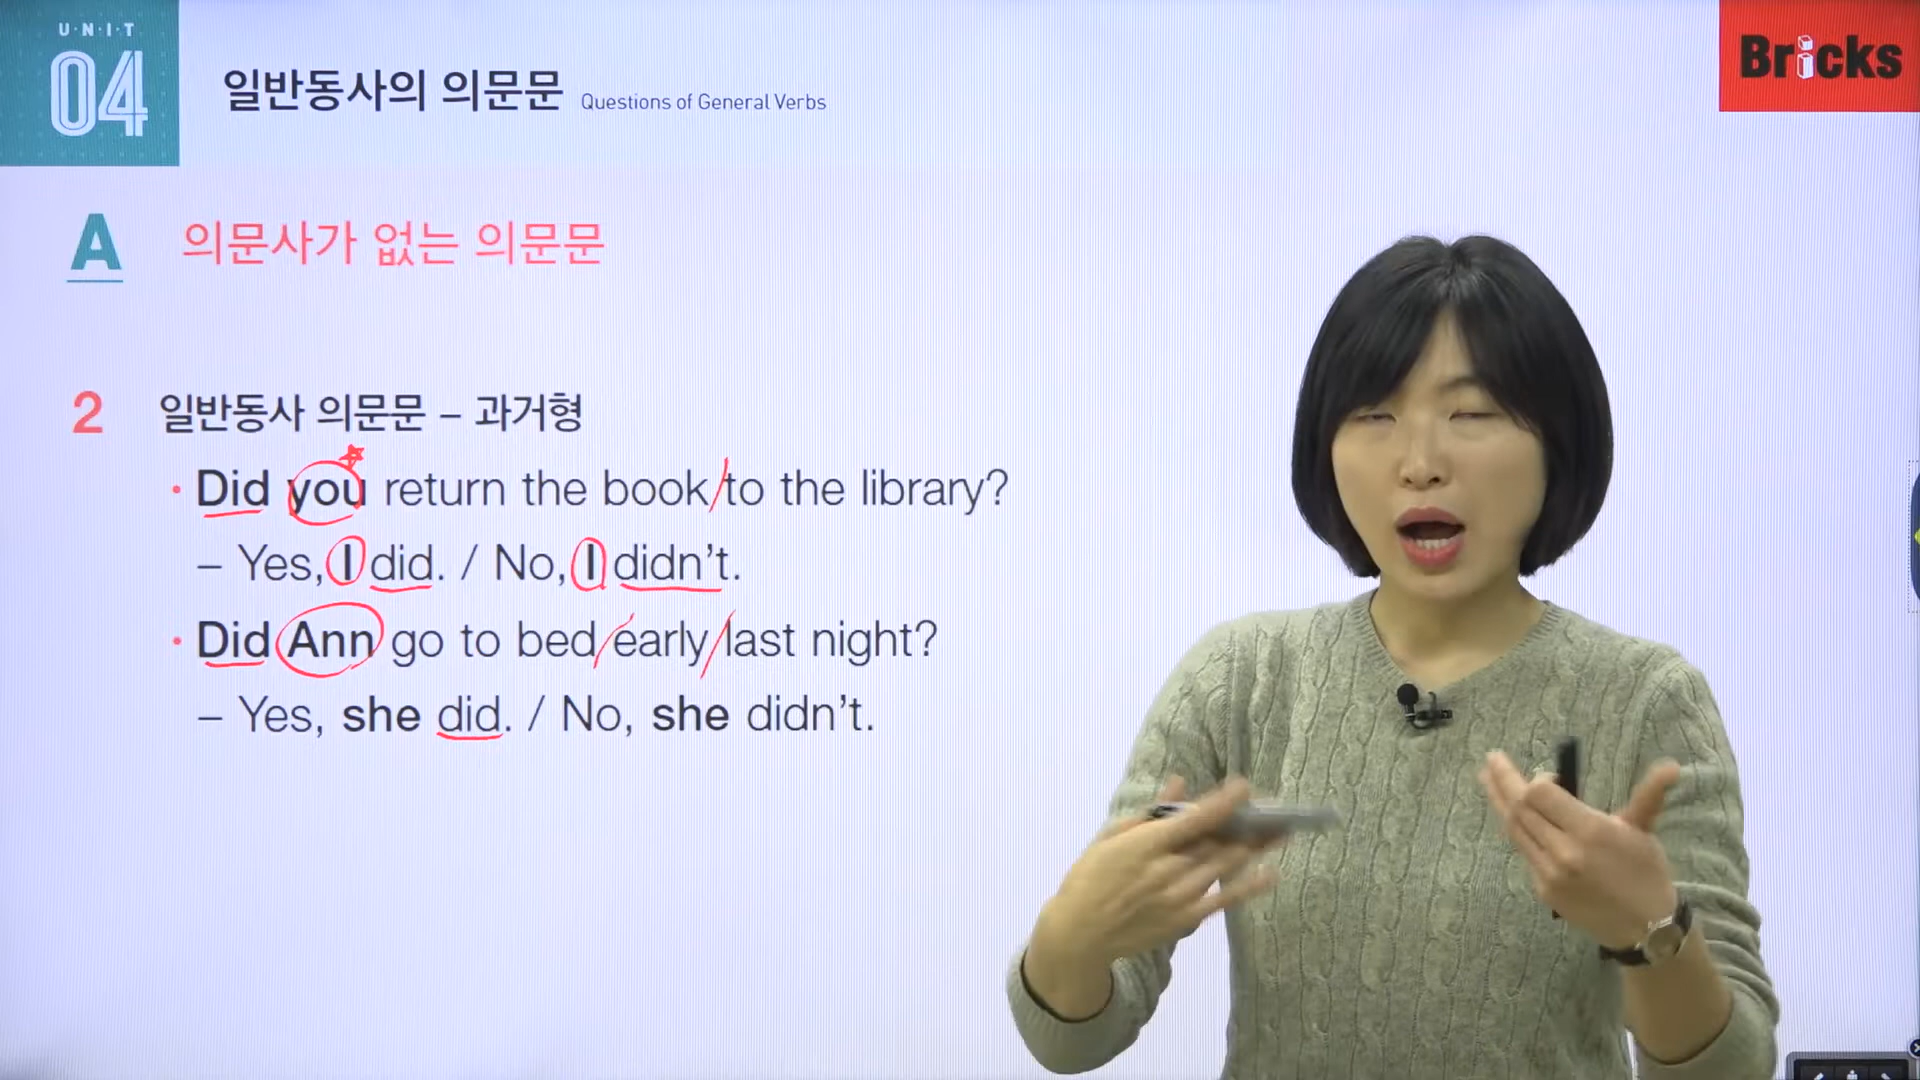 U·N·I·T
04
일반동사의 의문문 Questions of General Verbs
Bricks
A 의문사가 없는 의문문
2 일반동사 의문문 – 과거형
• Did you return the book/to the library?
– Yes, I did. / No, I didn't.
• Did Ann go to bed/early/last night?
– Yes, she did. / No, she didn't.